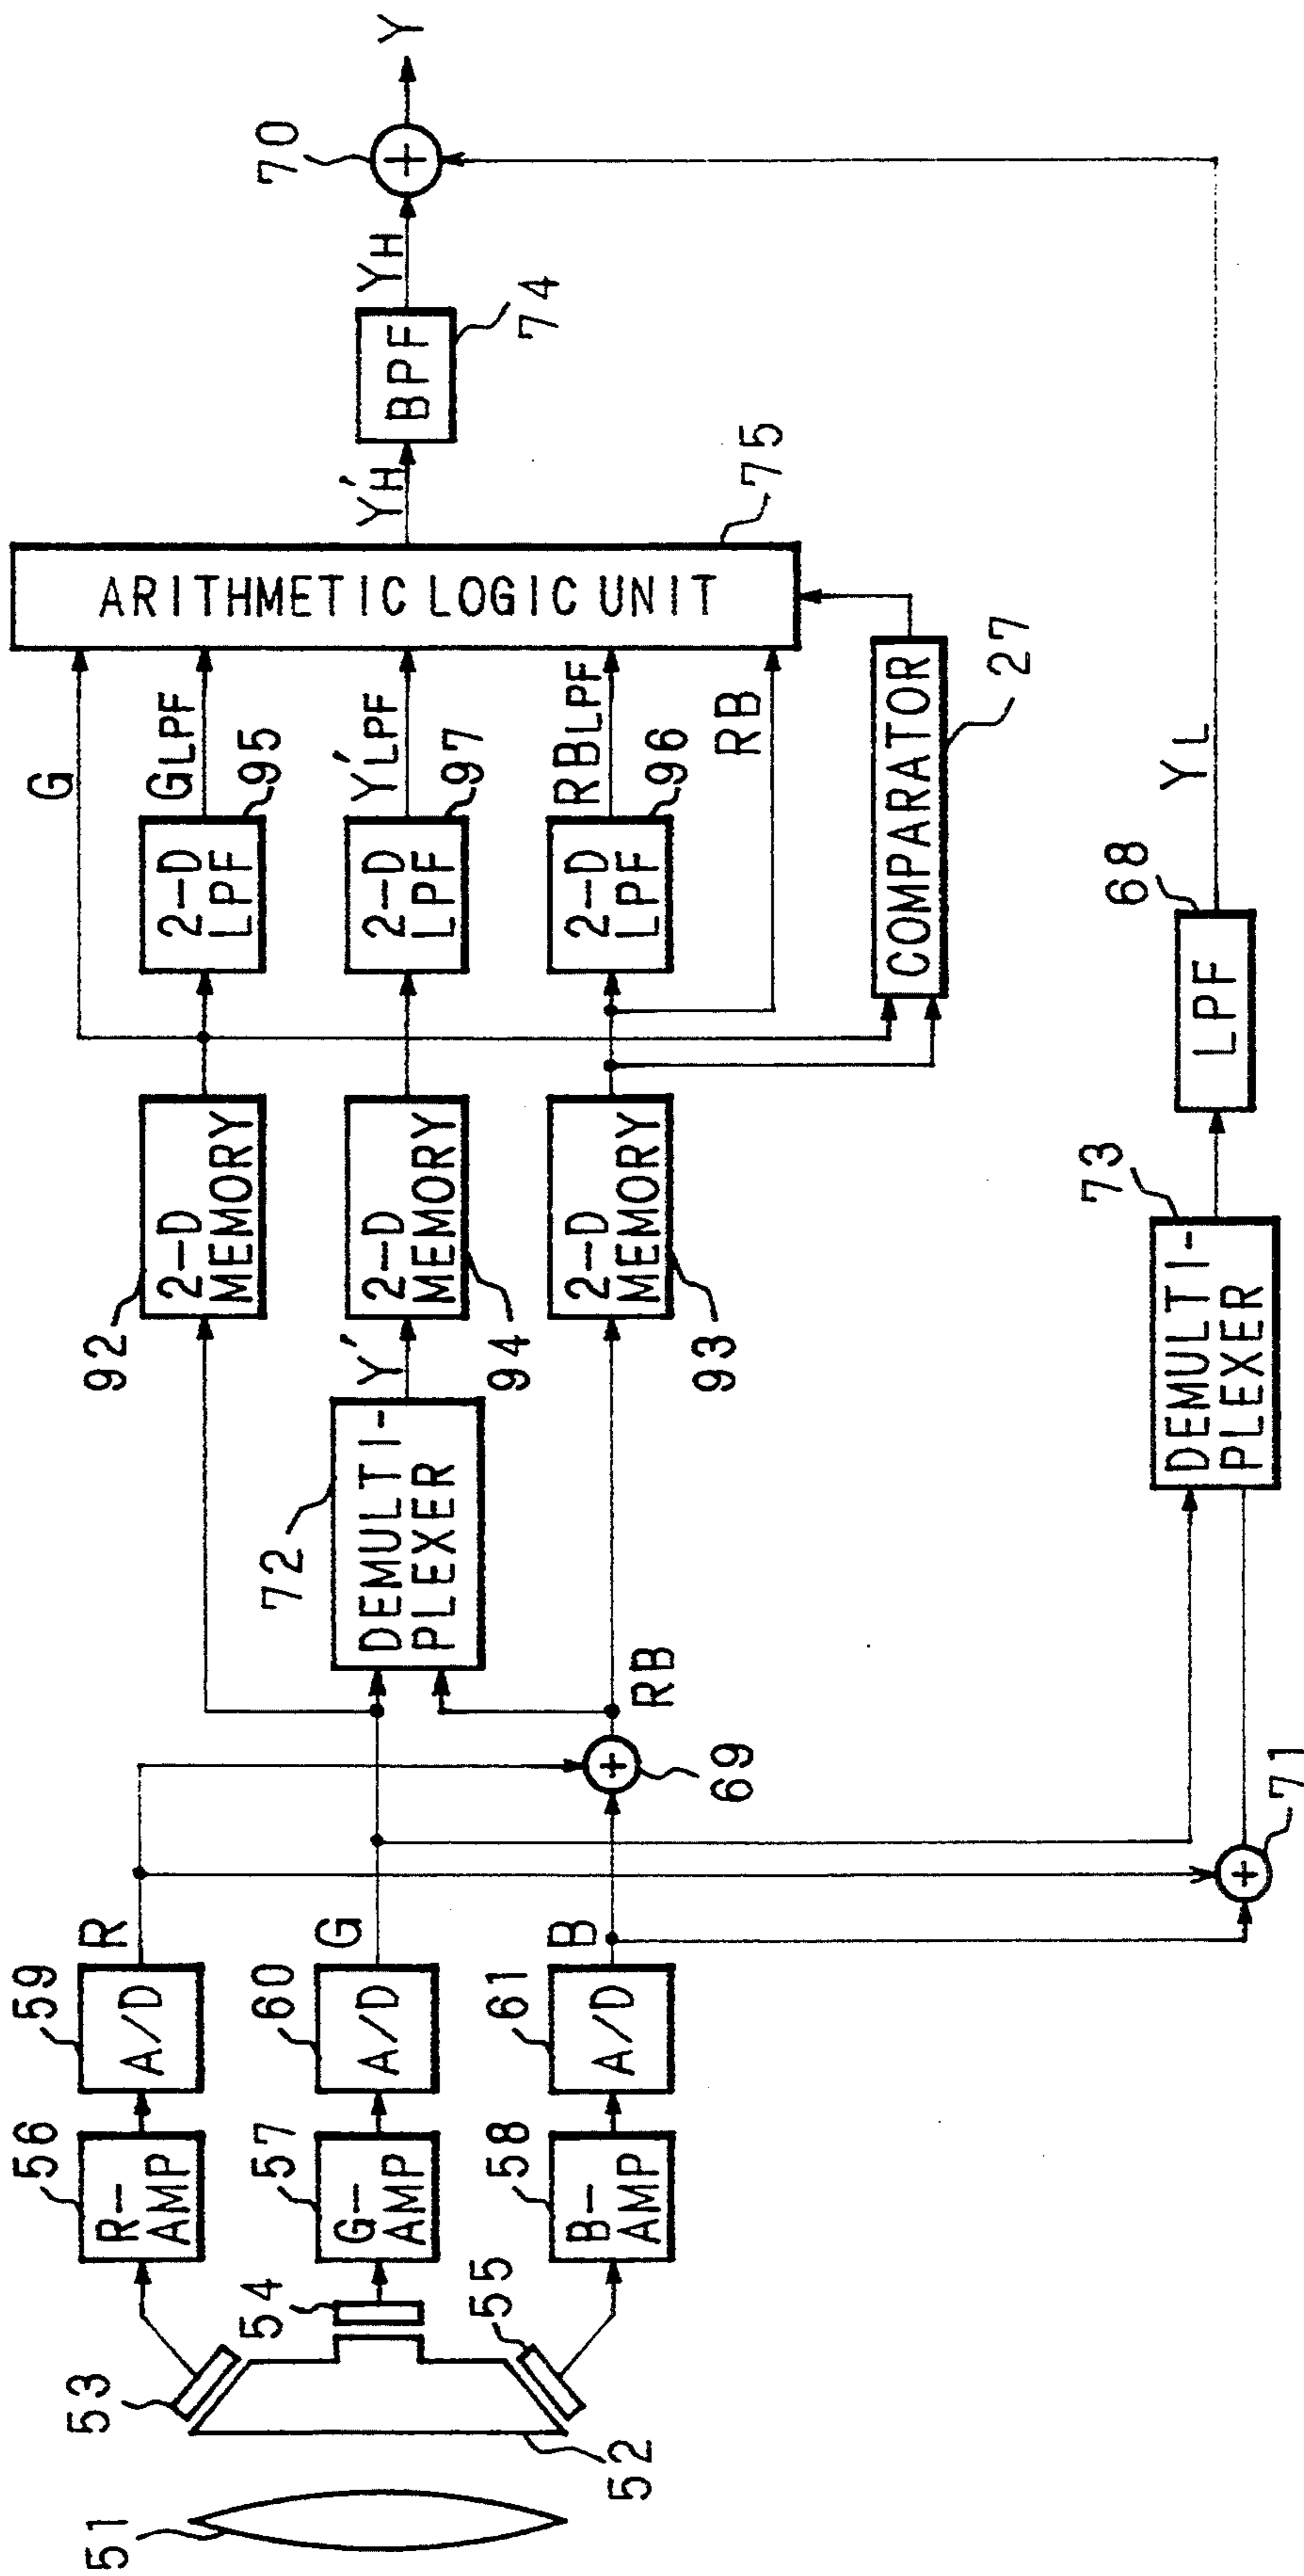 51
52
53
54
55
R-
AMP
56
G-
AMP
57
B-
AMP
58
A/D
59
A/D
60
A/D
61
R
G
B
69
71
RB
72
DEMULTI-
PLEXER
Y'
DEMULTI-
PLEXER
73
92
2-D
MEMORY
2-D
MEMORY
94
2-D
MEMORY
93
2-D
LPF
95
2-D
LPF
97
2-D
LPF
96
LPF
68
COMPARATOR
27
G
GLPF
Y'LPF
RBLPF
RB
ARITHMETIC LOGIC UNIT
75
Y'H
BPF
74
YH
YL
70
Y